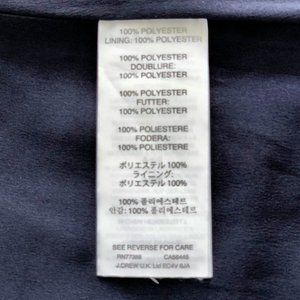 100% POLYESTER
LINING: 100% POLYESTER
100% POLYESTER
DOUBLURE:
100% POLYESTER
100% POLYESTER
FUTTER:
100% POLYESTER
100% POLIESTERE
FODERA:
100% POLIESTERE
ポリエステル 100%
ライニング:
ポリエステル 100%
100% 폴리에스테르
안감: 100% 폴리에스테르
SEE REVERSE FOR CARE
RN77388 CA56445
J.CREW U.K. Ltd EC4V 6JA